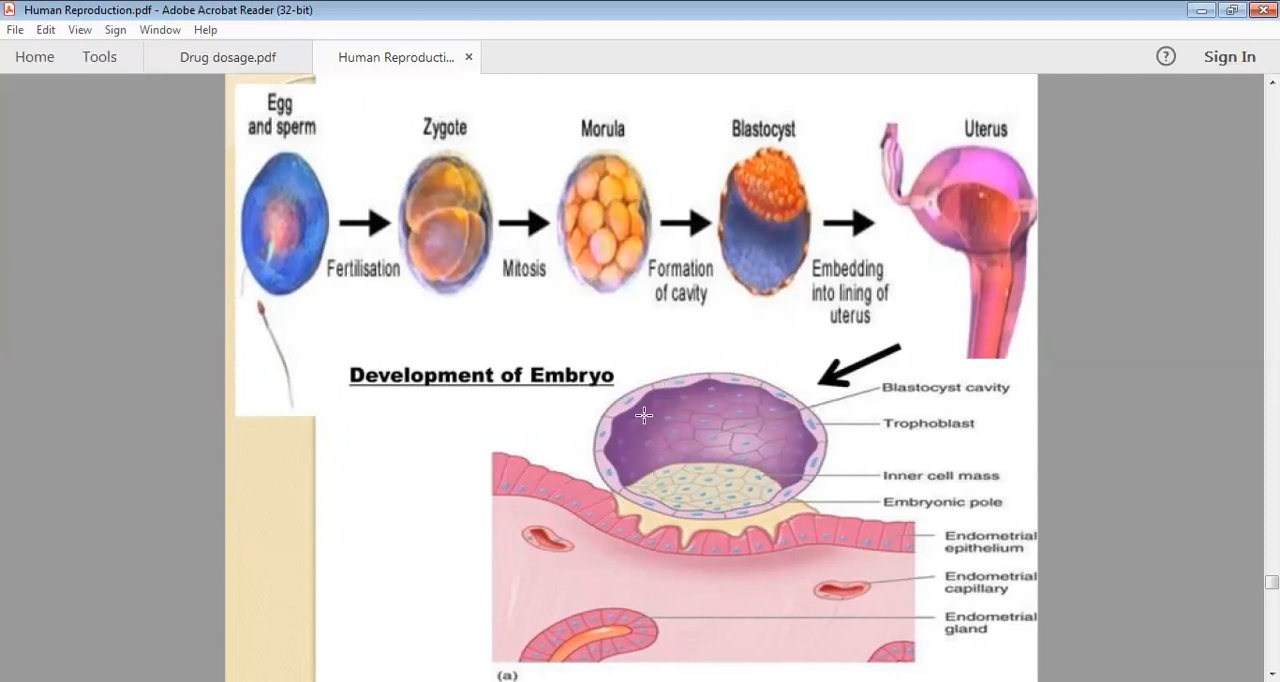 Human Reproduction.pdf - Adobe Acrobat Reader (32-bit)
File Edit View Sign Window Help
Home Tools Drug dosage.pdf Human Reproducti... × ? Sign In
Egg
and sperm
Zygote
Morula
Blastocyst
Uterus
Fertilisation
Mitosis
Formation
of cavity
Embedding
into lining of
uterus
Development of Embryo
Blastocyst cavity
Trophoblast
Inner cell mass
Embryonic pole
Endometrial
epithelium
Endometrial
capillary
Endometrial
gland
(a)